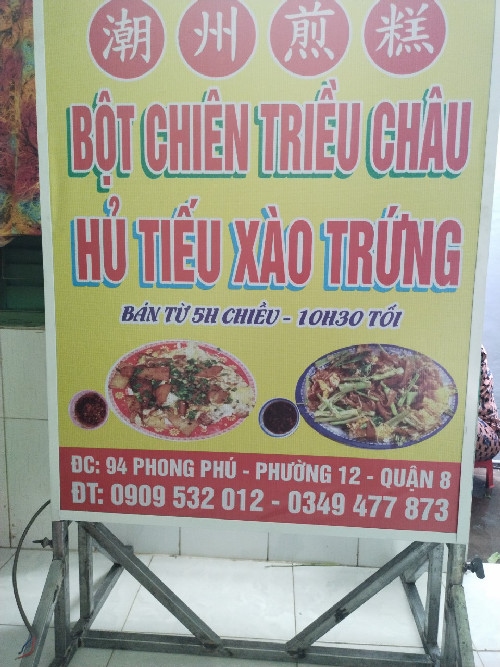 潮州煎糕
BỘT CHIÊN TRIỀU CHÂU
HỦ TIẾU XÀO TRỨNG
BÁN TỪ 5H CHIỀU - 10H30 TỐI
ĐC: 94 PHONG PHÚ - PHƯỜNG 12 - QUẬN 8
ĐT: 0909 532 012 - 0349 477 873